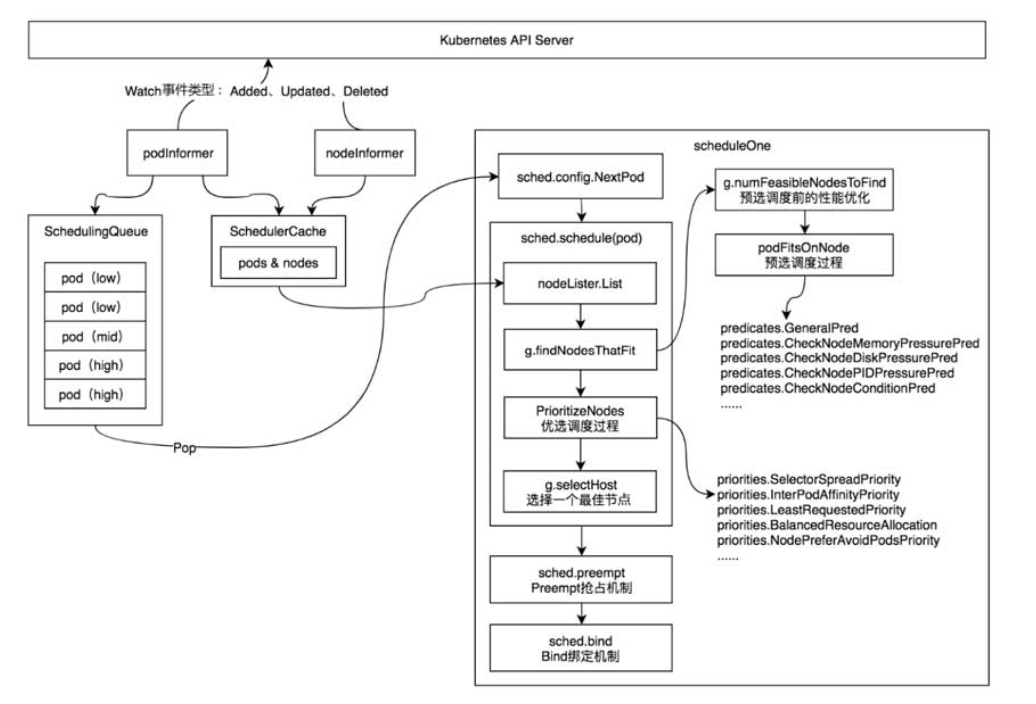 Kubernetes API Server
Watch事件类型：Added、Updated、Deleted
podInformer
nodeInformer
SchedulingQueue
pod（low）
pod（low）
pod（mid）
pod（high）
pod（high）
SchedulerCache
pods & nodes
Pop
scheduleOne
sched.config.NextPod
sched.schedule(pod)
nodeLister.List
g.findNodesThatFit
PrioritizeNodes
优选调度过程
g.selectHost
选择一个最佳节点
sched.preempt
Preempt抢占机制
sched.bind
Bind绑定机制
g.numFeasibleNodesToFind
预选调度前的性能优化
podFitsOnNode
预选调度过程
predicates.GeneralPred
predicates.CheckNodeMemoryPressurePred
predicates.CheckNodeDiskPressurePred
predicates.CheckNodePIDPressurePred
predicates.CheckNodeConditionPred
......
priorities.SelectorSpreadPriority
priorities.InterPodAffinityPriority
priorities.LeastRequestedPriority
priorities.BalancedResourceAllocation
priorities.NodePreferAvoidPodsPriority
......